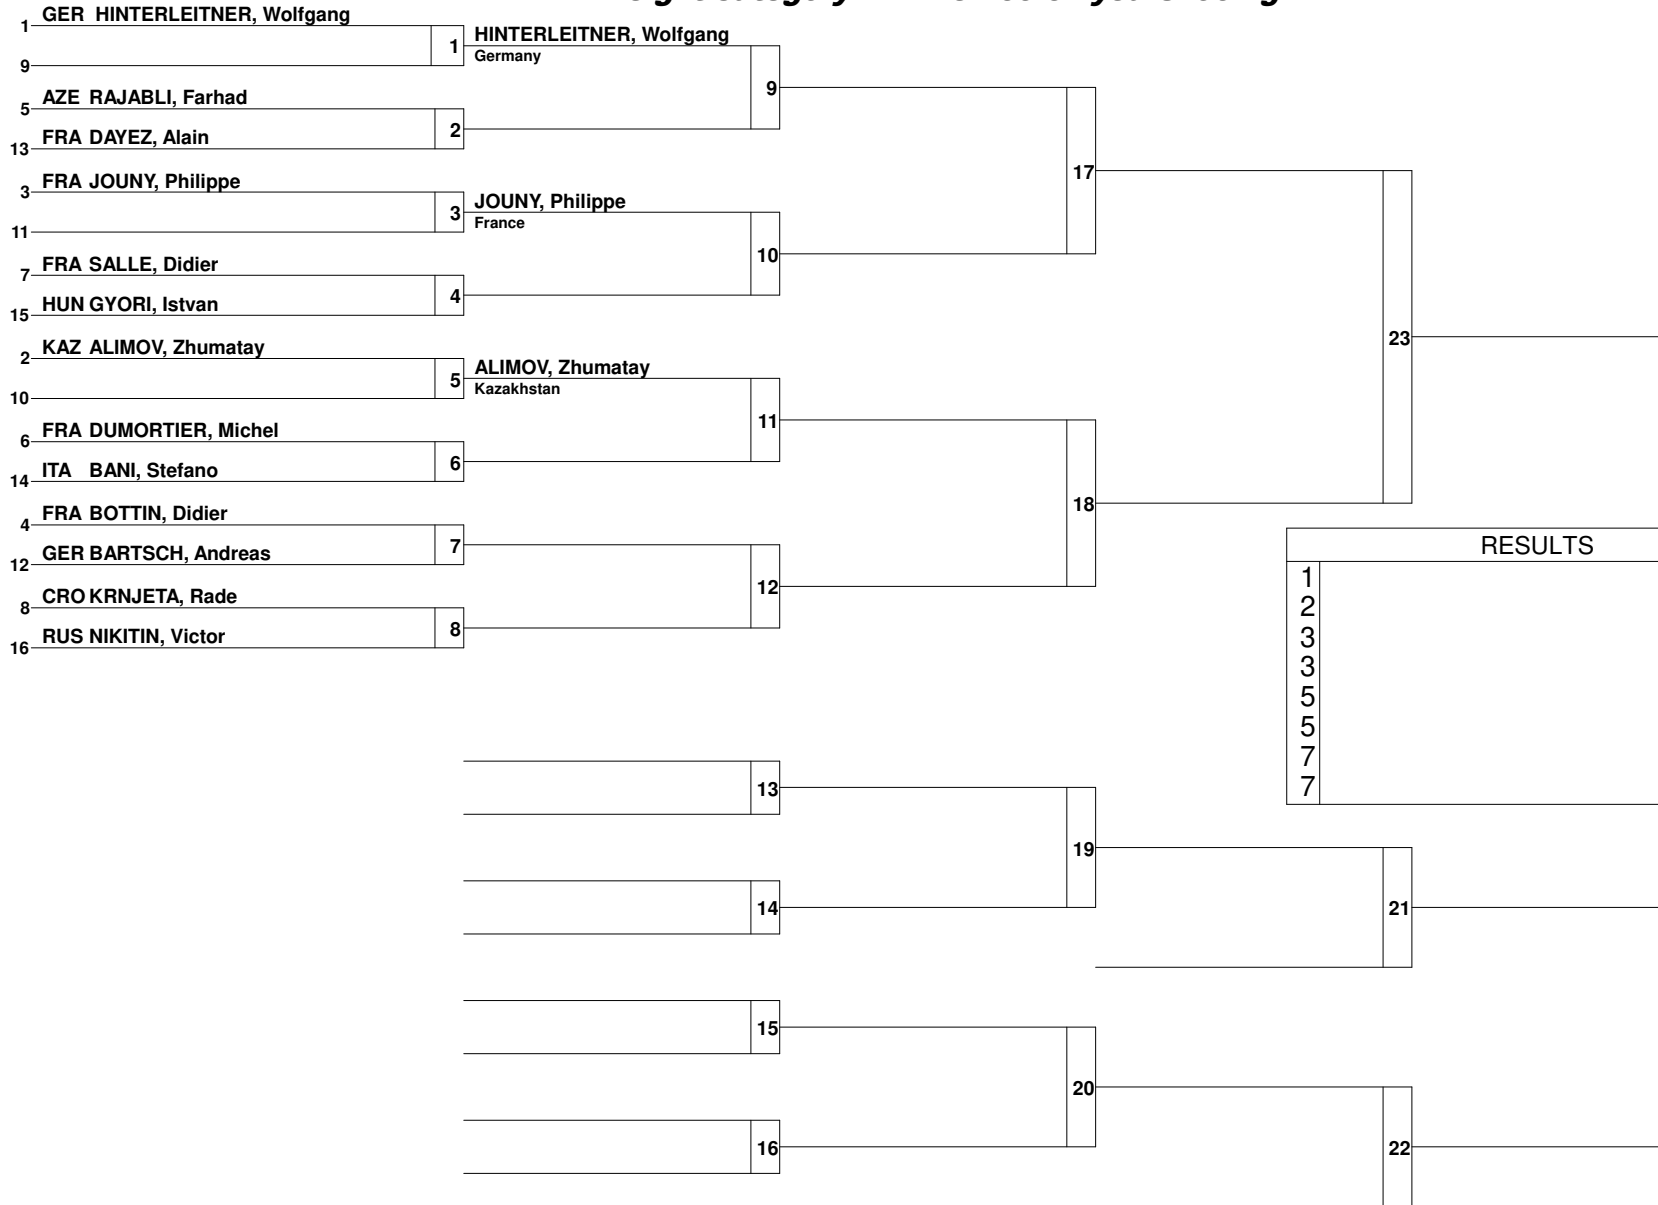 1 GER HINTERLEITNER, Wolfgang
9
1 HINTERLEITNER, Wolfgang
Germany
5 AZE RAJABLI, Farhad
13 FRA DAYEZ, Alain
2
9
3 FRA JOUNY, Philippe
11
3 JOUNY, Philippe
France
7 FRA SALLE, Didier
15 HUN GYORI, Istvan
4
10
17
2 KAZ ALIMOV, Zhumatay
10
5 ALIMOV, Zhumatay
Kazakhstan
6 FRA DUMORTIER, Michel
14 ITA BANI, Stefano
6
11
4 FRA BOTTIN, Didier
12 GER BARTSCH, Andreas
7
8 CRO KRNJETA, Rade
16 RUS NIKITIN, Victor
8
12
18
23
RESULTS
1
2
3
3
5
5
7
7
13
14
19
21
15
16
20
22